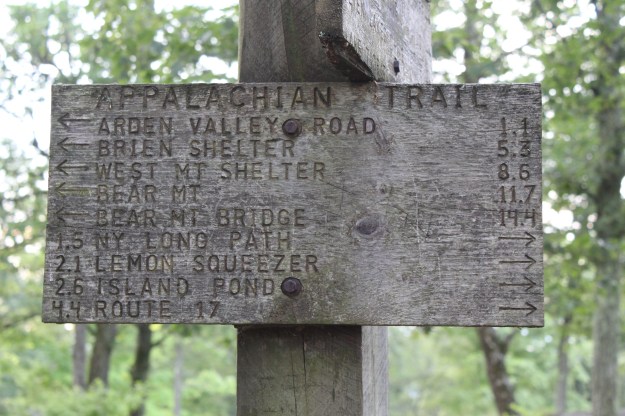 APPALACHIAN TRAIL
← ARDEN VALLEY ROAD 1.1
← BRIEN SHELTER 5.3
← WEST MT SHELTER 8.6
← BEAR MT 11.7
← BEAR MT BRIDGE 14.4
1.5 NY LONG PATH →
2.1 LEMON SQUEEZER →
2.6 ISLAND POND →
4.4 ROUTE 17 →